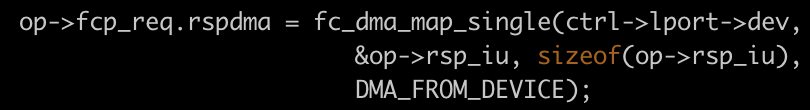 op->fcp_req.rspdma = fc_dma_map_single(ctrl->lport->dev,
&op->rsp_iu, sizeof(op->rsp_iu),
DMA_FROM_DEVICE);